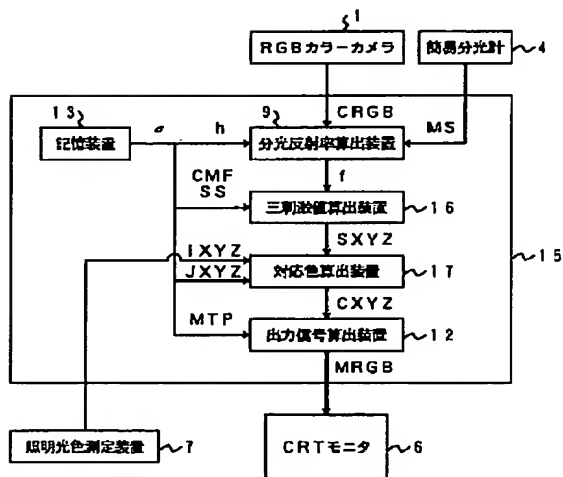 1
RGBカラーカメラ
簡易分光計
4
13
記憶装置
h
9
CRGB
MS
分光反射率算出装置
f
CMF
SS
三刺激値算出装置
16
SXYZ
IXYZ
JXYZ
対応色算出装置
17
15
CXYZ
MTP
出力信号算出装置
12
MRGB
照明光色測定装置
7
CRTモニタ
6